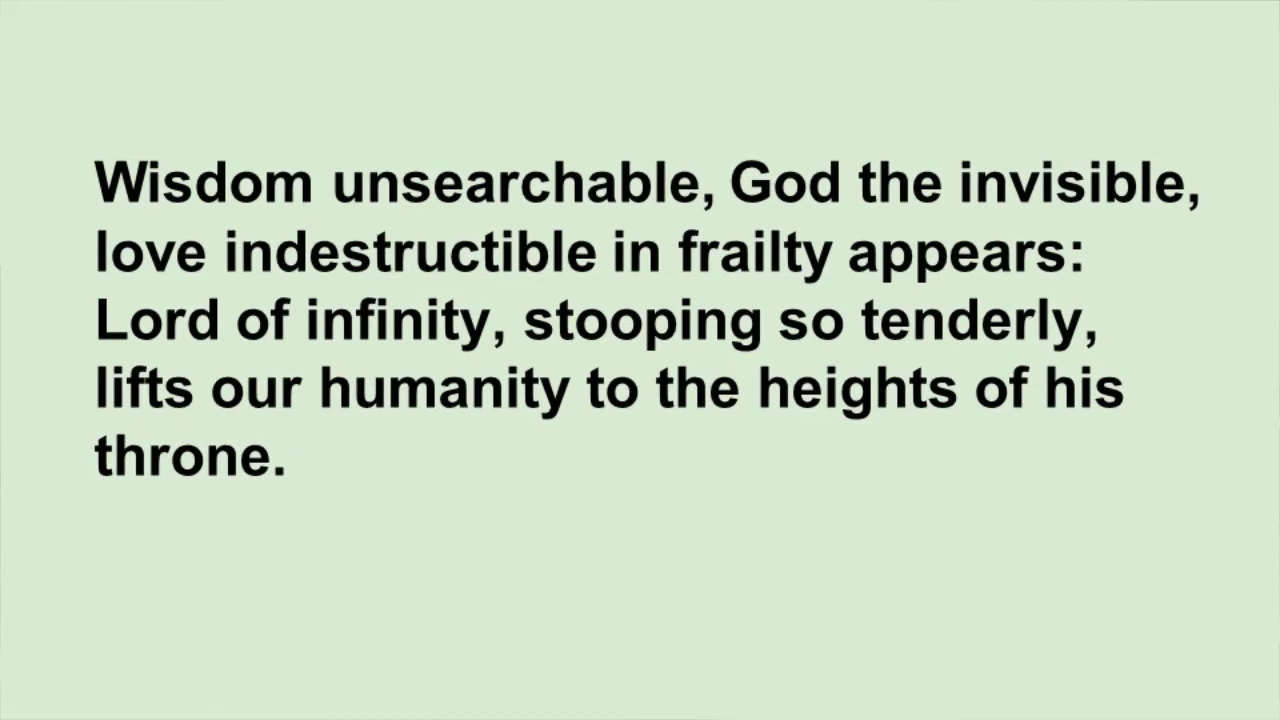 Wisdom unsearchable, God the invisible,
love indestructible in frailty appears:
Lord of infinity, stooping so tenderly,
lifts our humanity to the heights of his
throne.